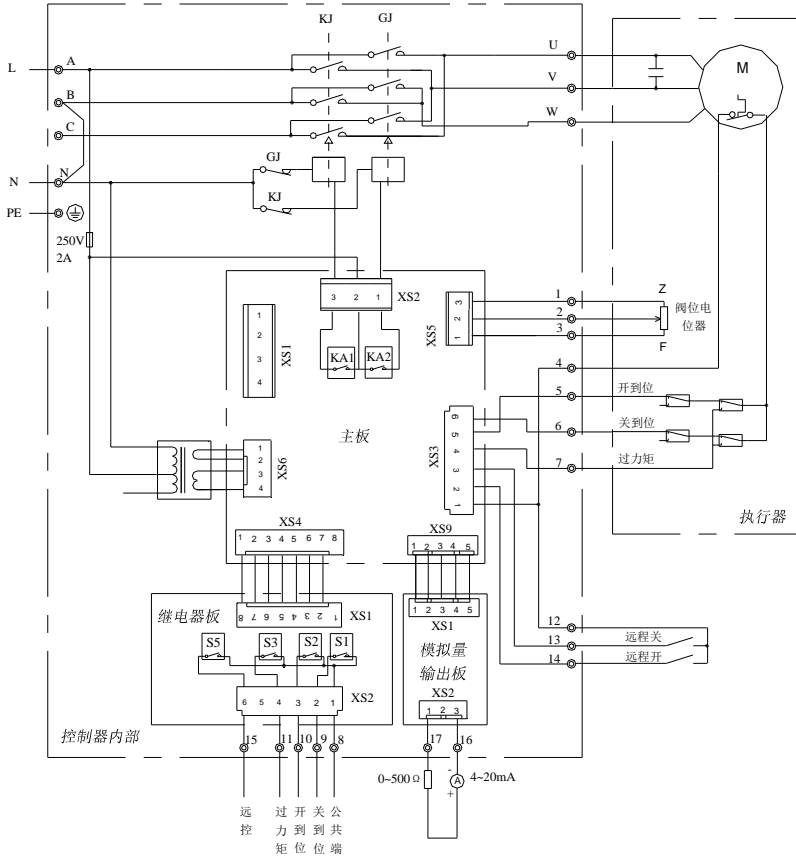 KJ
GJ
L
A
B
C
N
N
PE
U
V
W
M
GJ
KJ
250V
2A
3 2 1
XS2
KA1
KA2
1
2
3
4
XS1
3
2
1
XS5
1
2
3
4
5
6
7
Z
F
阀位电
位器
开到位
关到位
过力矩
主板
6
5
4
3
2
1
XS3
执行器
1
2
3
4
XS6
XS4
1 2 3 4 5 6 7 8
XS9
1 2 3 4 5
继电器板
8 7 6 5 4 3 2 1
XS1
S5
S3
S2
S1
6 5 4 3 2 1
XS2
1 2 3 4 5
XS1
模拟量
输出板
XS2
1 2 3
12
13
14
远程关
远程开
控制器内部
15
11
10
9
8
17
16
0~500Ω
-
A
+
4~20mA
远控
过力矩
开到位
关到位
公共端